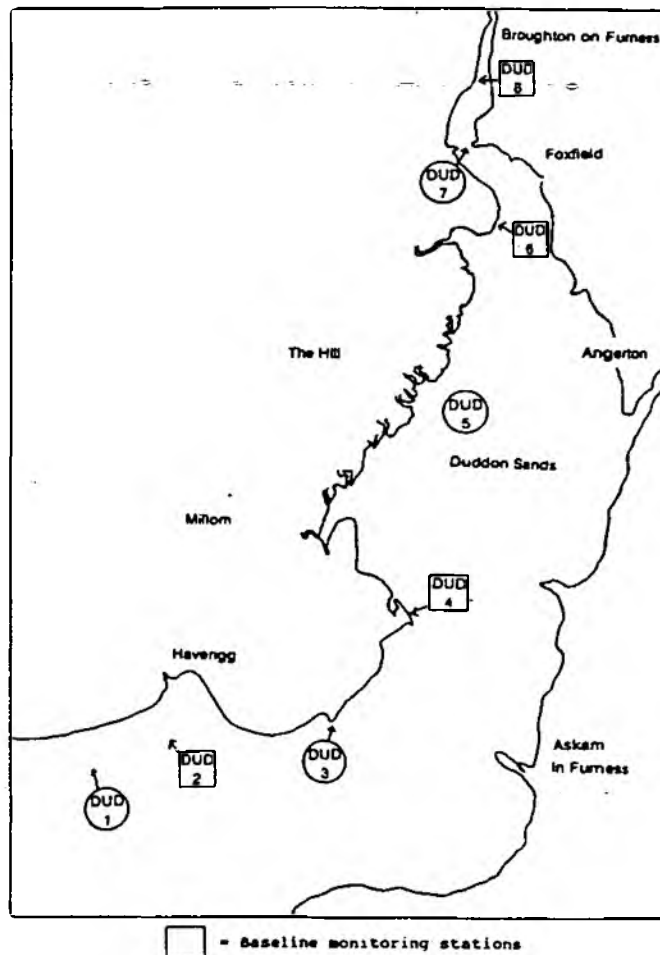 Broughton on Furness
DUD
8
Foxfield
DUD
7
DUD
6
The Hill
Angerton
DUD
5
Duddon Sands
Millom
DUD
4
Haverigg
DUD
2
DUD
3
Askam
In Furness
DUD
1
= Baseline monitoring stations